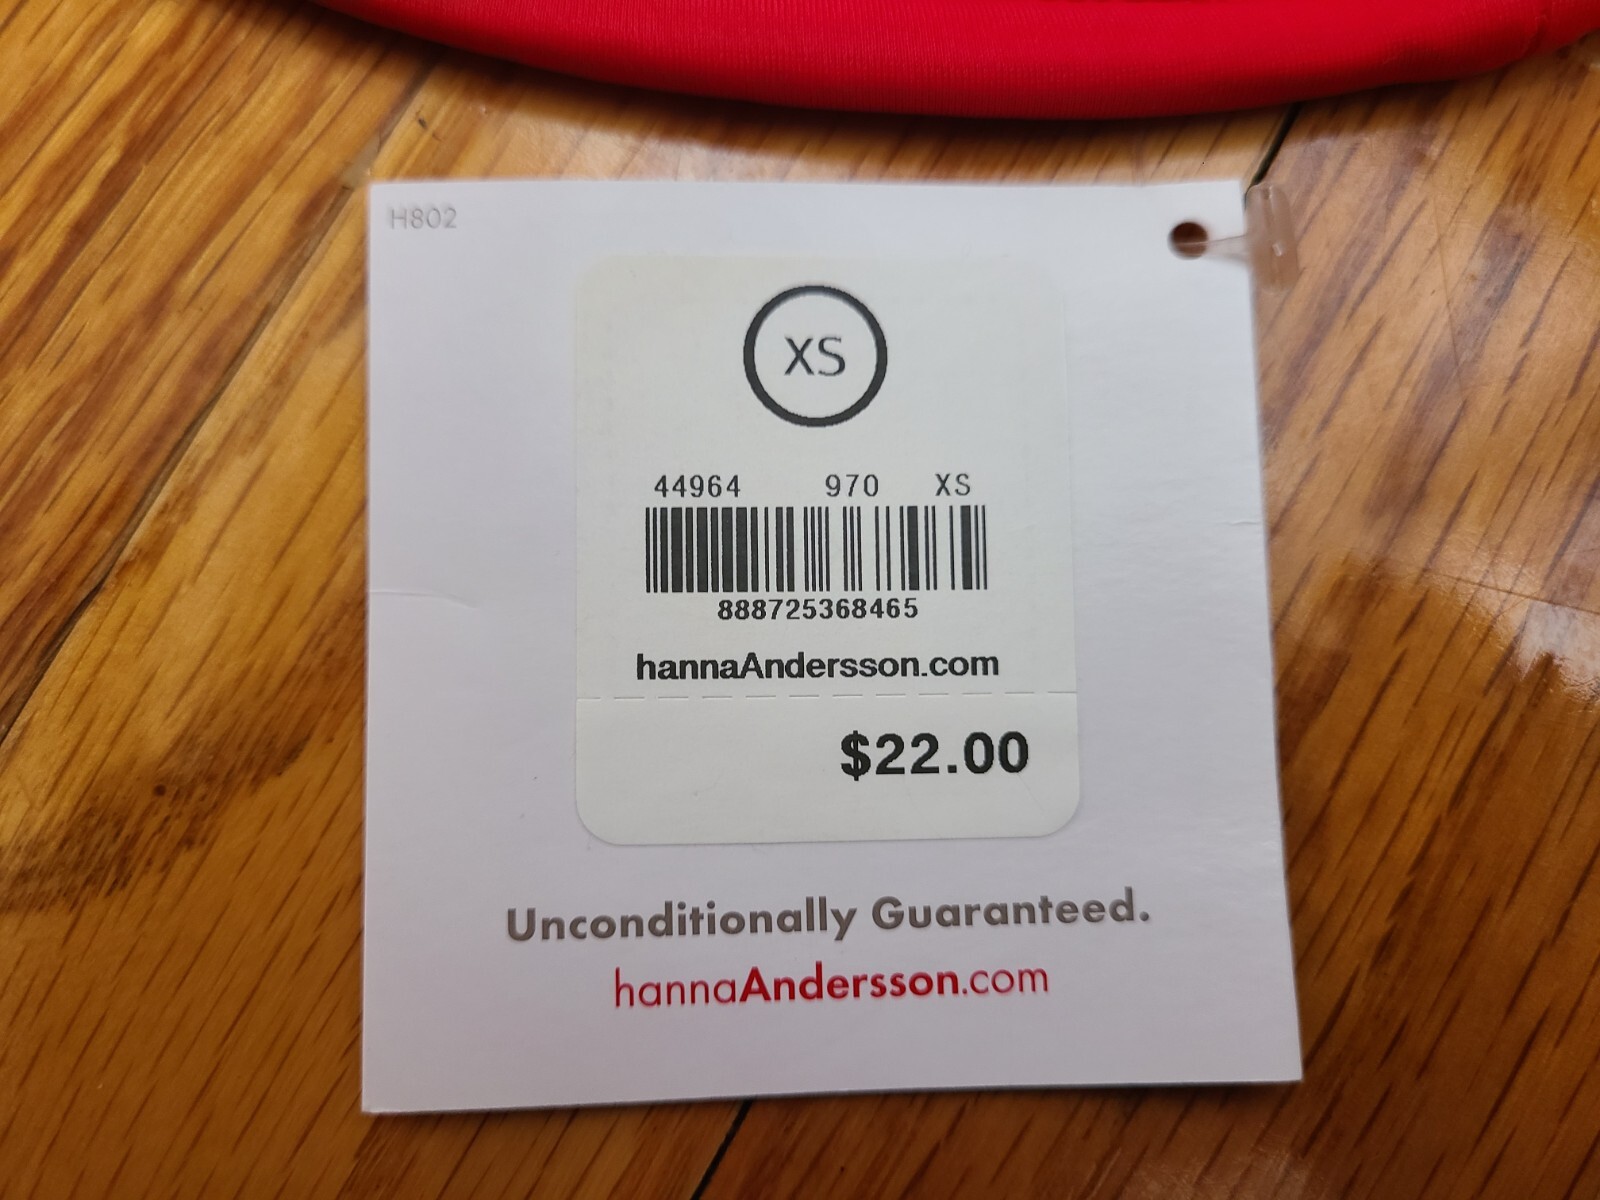 H802
XS
44964 970 XS
888725368465
hannaAndersson.com
$22.00
Unconditionally Guaranteed.
hannaAndersson.com